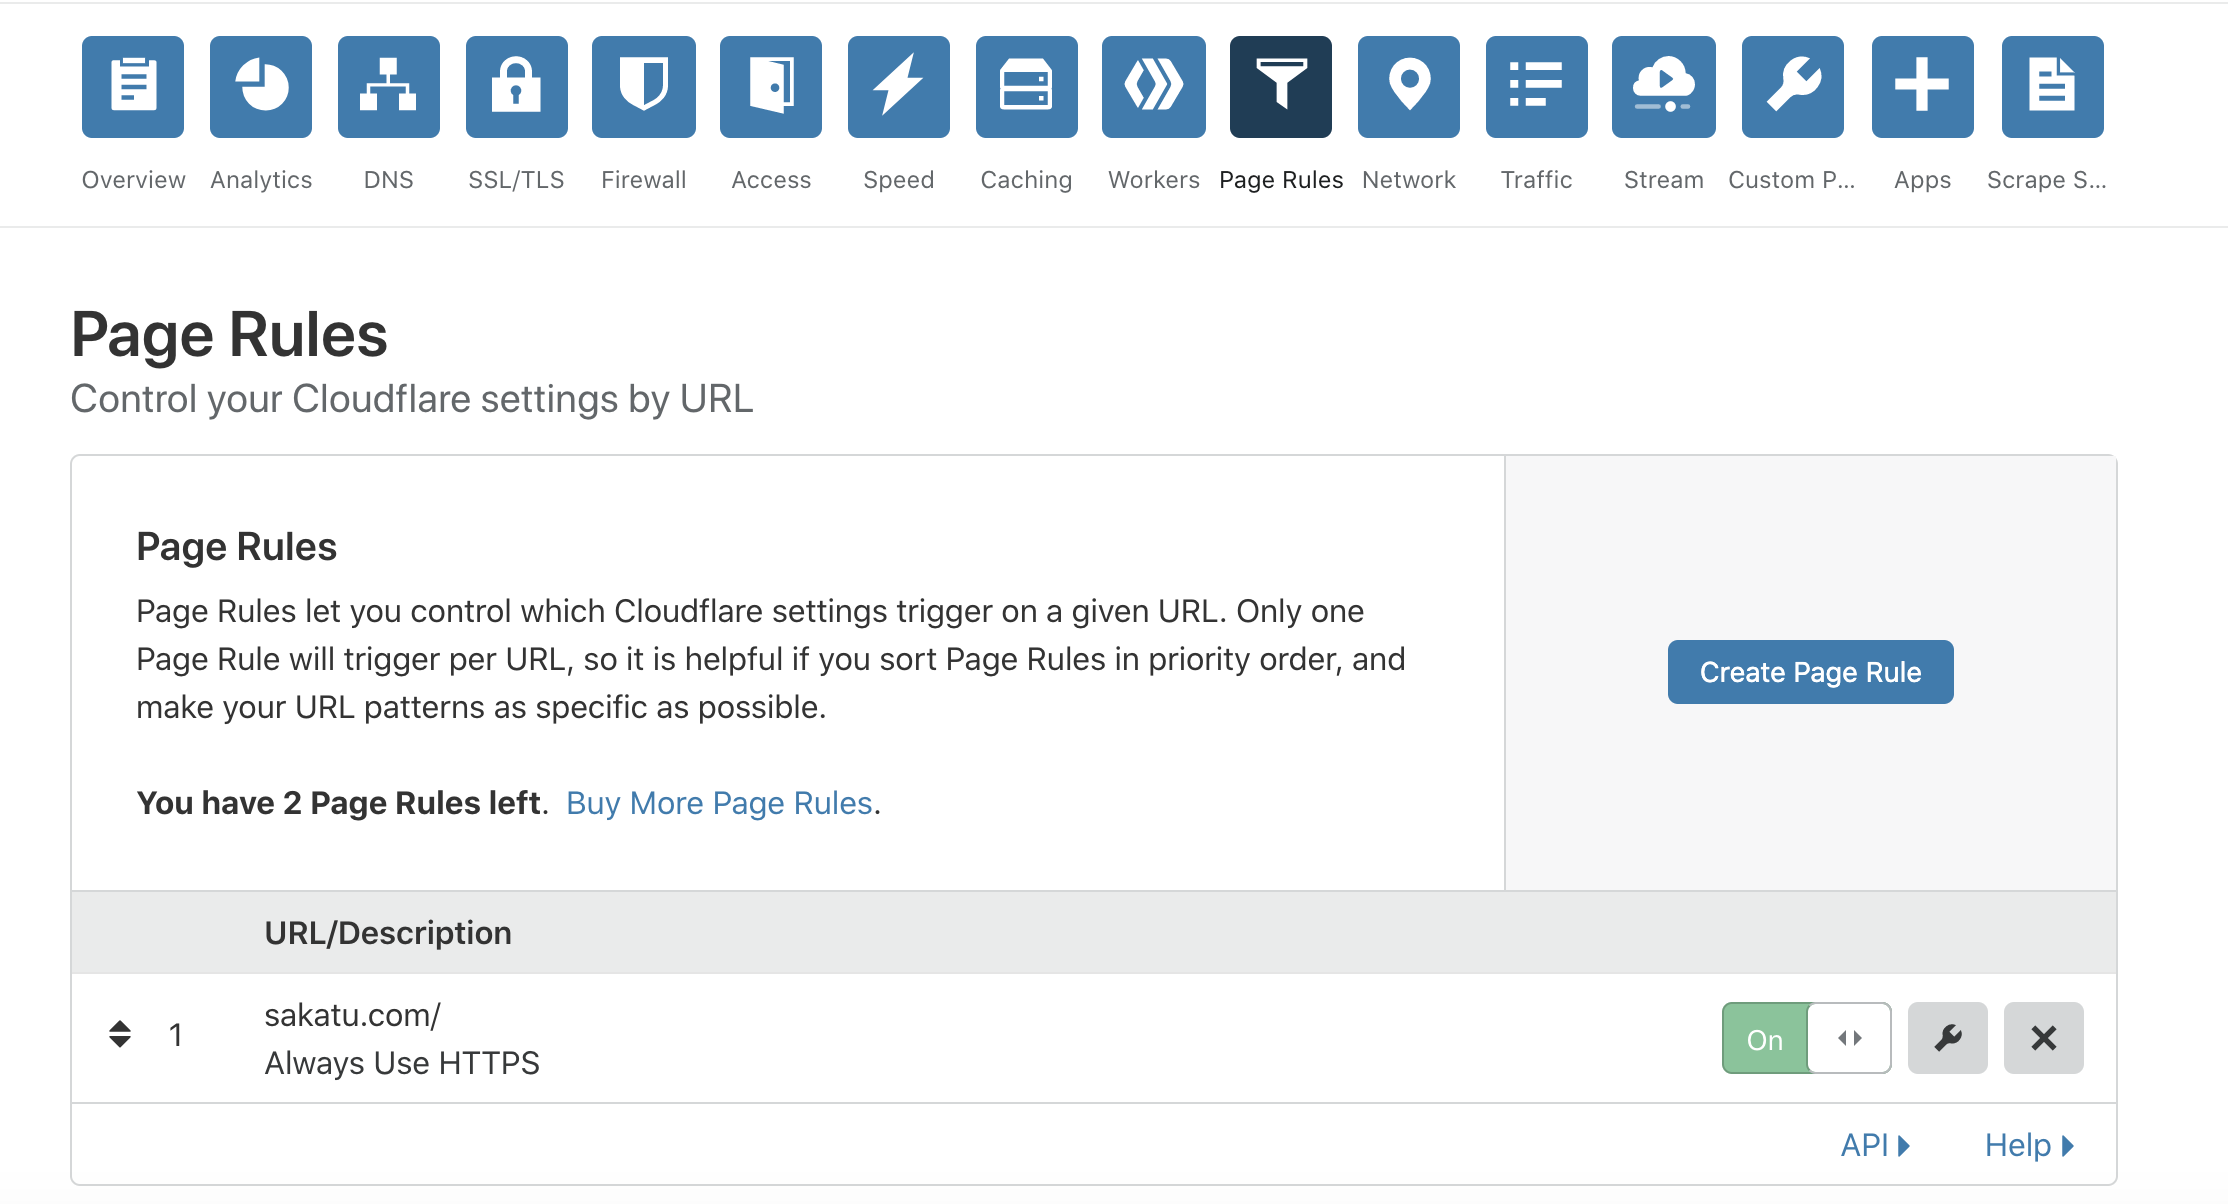 Overview Analytics DNS SSL/TLS Firewall Access Speed Caching Workers Page Rules Network Traffic Stream Custom P... Apps Scrape S...
Page Rules
Control your Cloudflare settings by URL
Page Rules
Page Rules let you control which Cloudflare settings trigger on a given URL. Only one
Page Rule will trigger per URL, so it is helpful if you sort Page Rules in priority order, and
make your URL patterns as specific as possible.
You have 2 Page Rules left. Buy More Page Rules.
Create Page Rule
URL/Description
1
sakatu.com/
Always Use HTTPS
On
API
Help